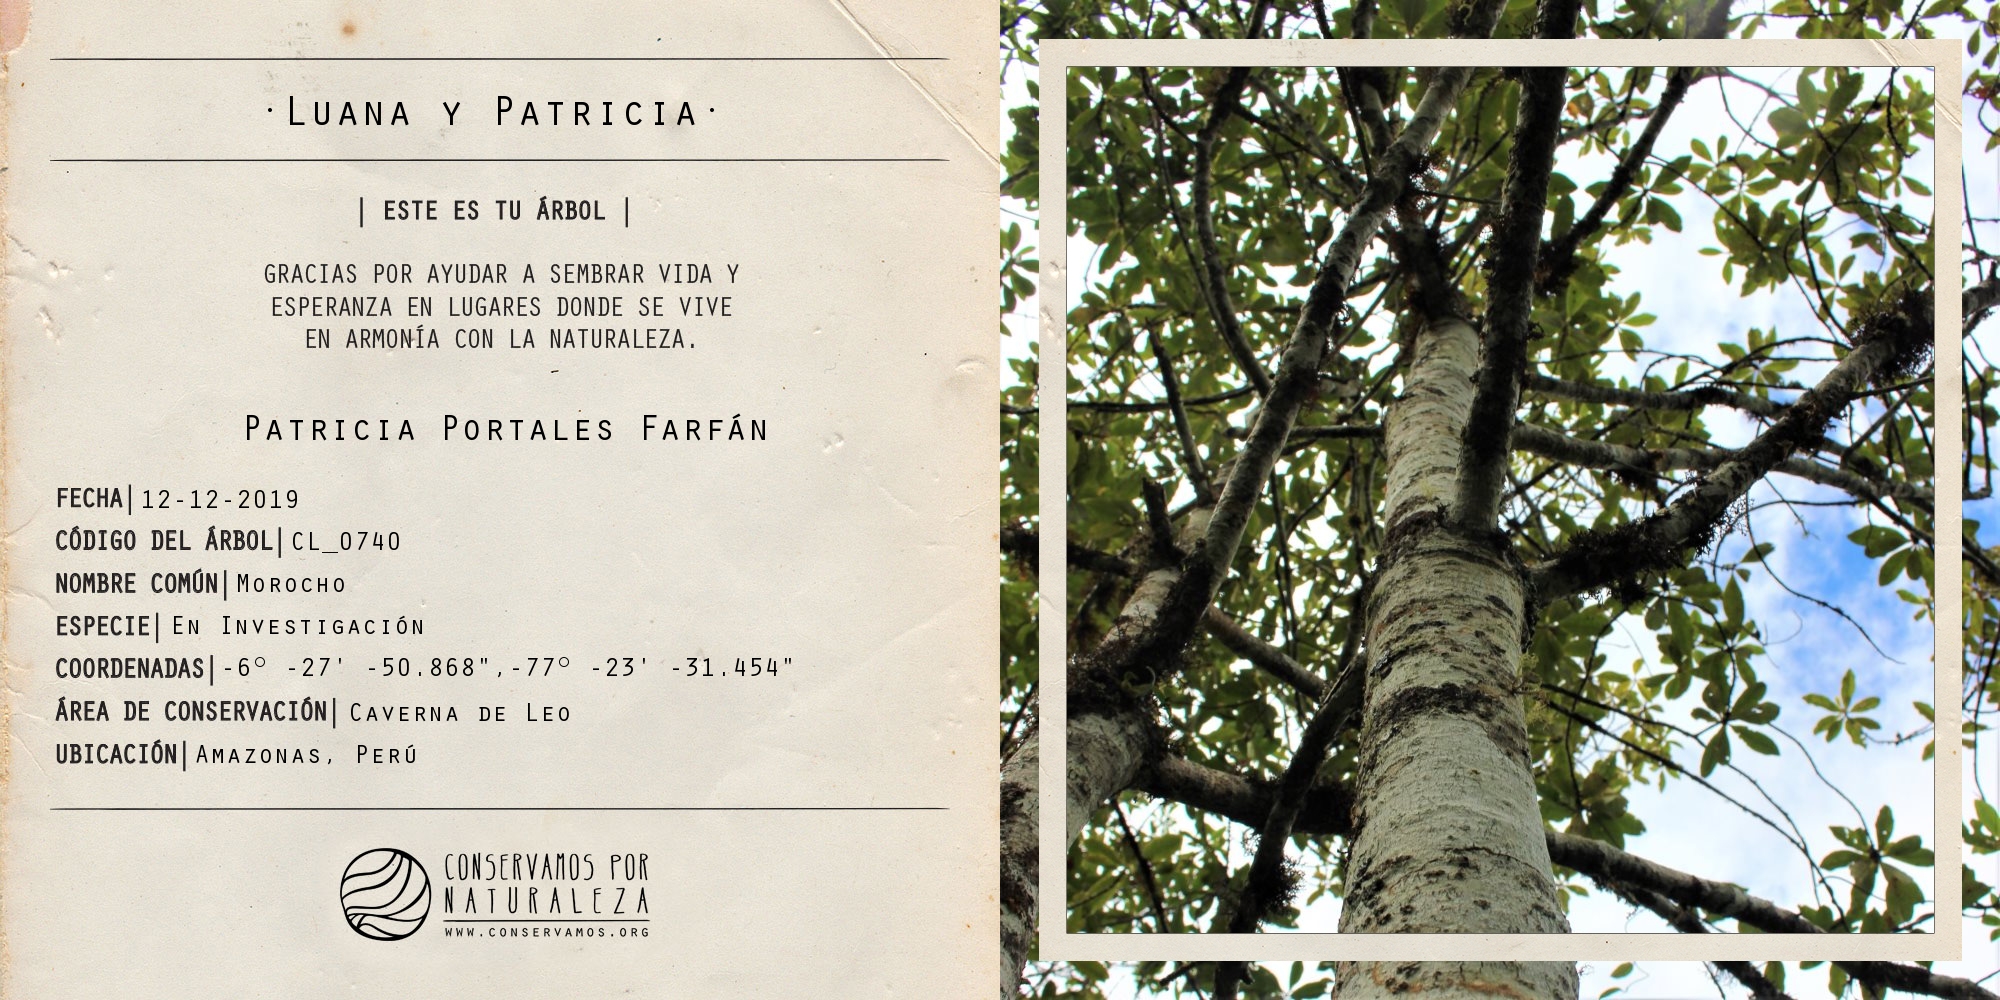 ·Luana y Patricia·
| ESTE ES TU ÁRBOL |
GRACIAS POR AYUDAR A SEMBRAR VIDA Y
ESPERANZA EN LUGARES DONDE SE VIVE
EN ARMONÍA CON LA NATURALEZA.
Patricia Portales Farfán
FECHA| 12-12-2019
CÓDIGO DEL ÁRBOL| CL_0740
NOMBRE COMÚN| Morocho
ESPECIE| En Investigación
COORDENADAS| -6° -27' -50.868",-77° -23' -31.454"
ÁREA DE CONSERVACIÓN| Caverna de Leo
UBICACIÓN| Amazonas, Perú
CONSERVAMOS POR
NATURALEZA
WWW.CONSERVAMOS.ORG